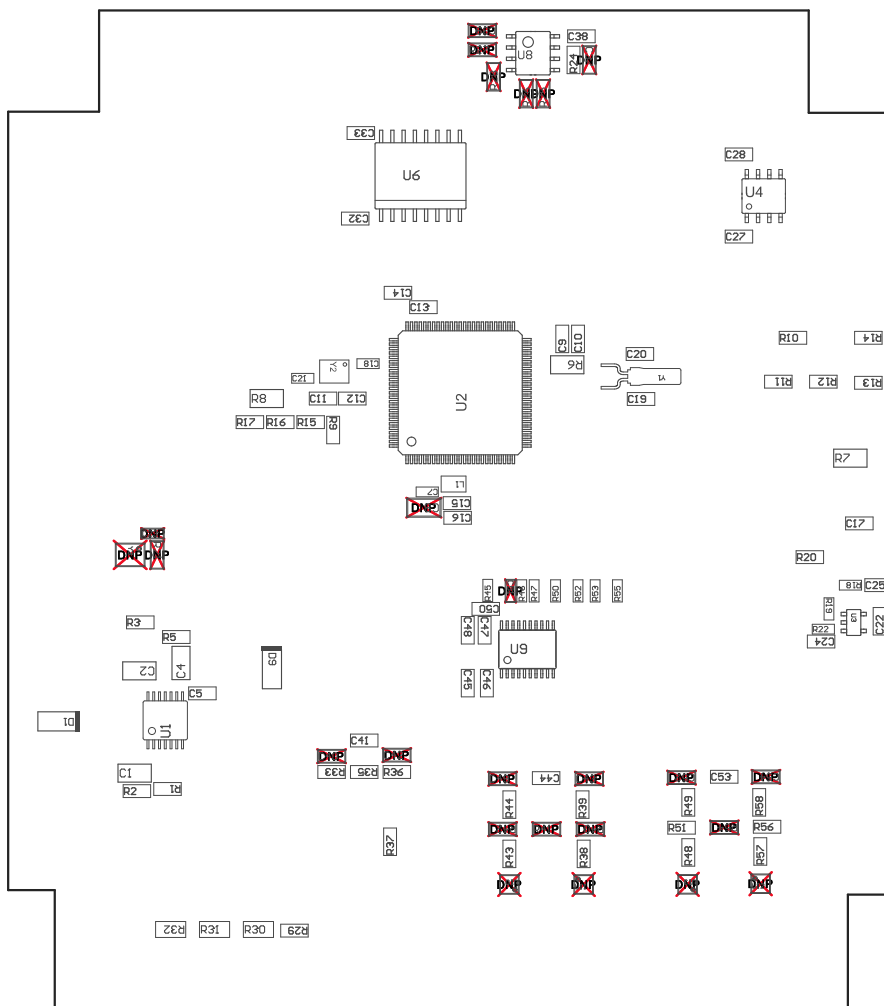 DNP
C38
DNP
U8
R24
DNP
DNP
DNP
DNP
C33
U6
C28
U4
C32
C27
C14
C13
C9
C10
R10
R14
Y2
C18
C20
R6
Y1
C21
U2
R11
R12
R13
R8
C11
C12
C19
R17
R16
R15
R9
R7
L1
C7
DNP
C15
C16
C17
DNP
DNP
DNP
R20
R45
DNP
R46
R47
R50
R52
R53
R55
R18
C25
C50
R19
R3
C48
C47
U3
C22
R22
R5
C24
U9
C2
C4
D9
C45
C46
C5
D1
U1
C41
DNP
DNP
C1
R33
R35
R36
DNP
C44
DNP
DNP
C53
DNP
R2
R1
R44
R39
R49
R58
DNP
DNP
DNP
R51
DNP
R56
R37
R43
R38
R48
R57
DNP
DNP
DNP
DNP
R32
R31
R30
R29